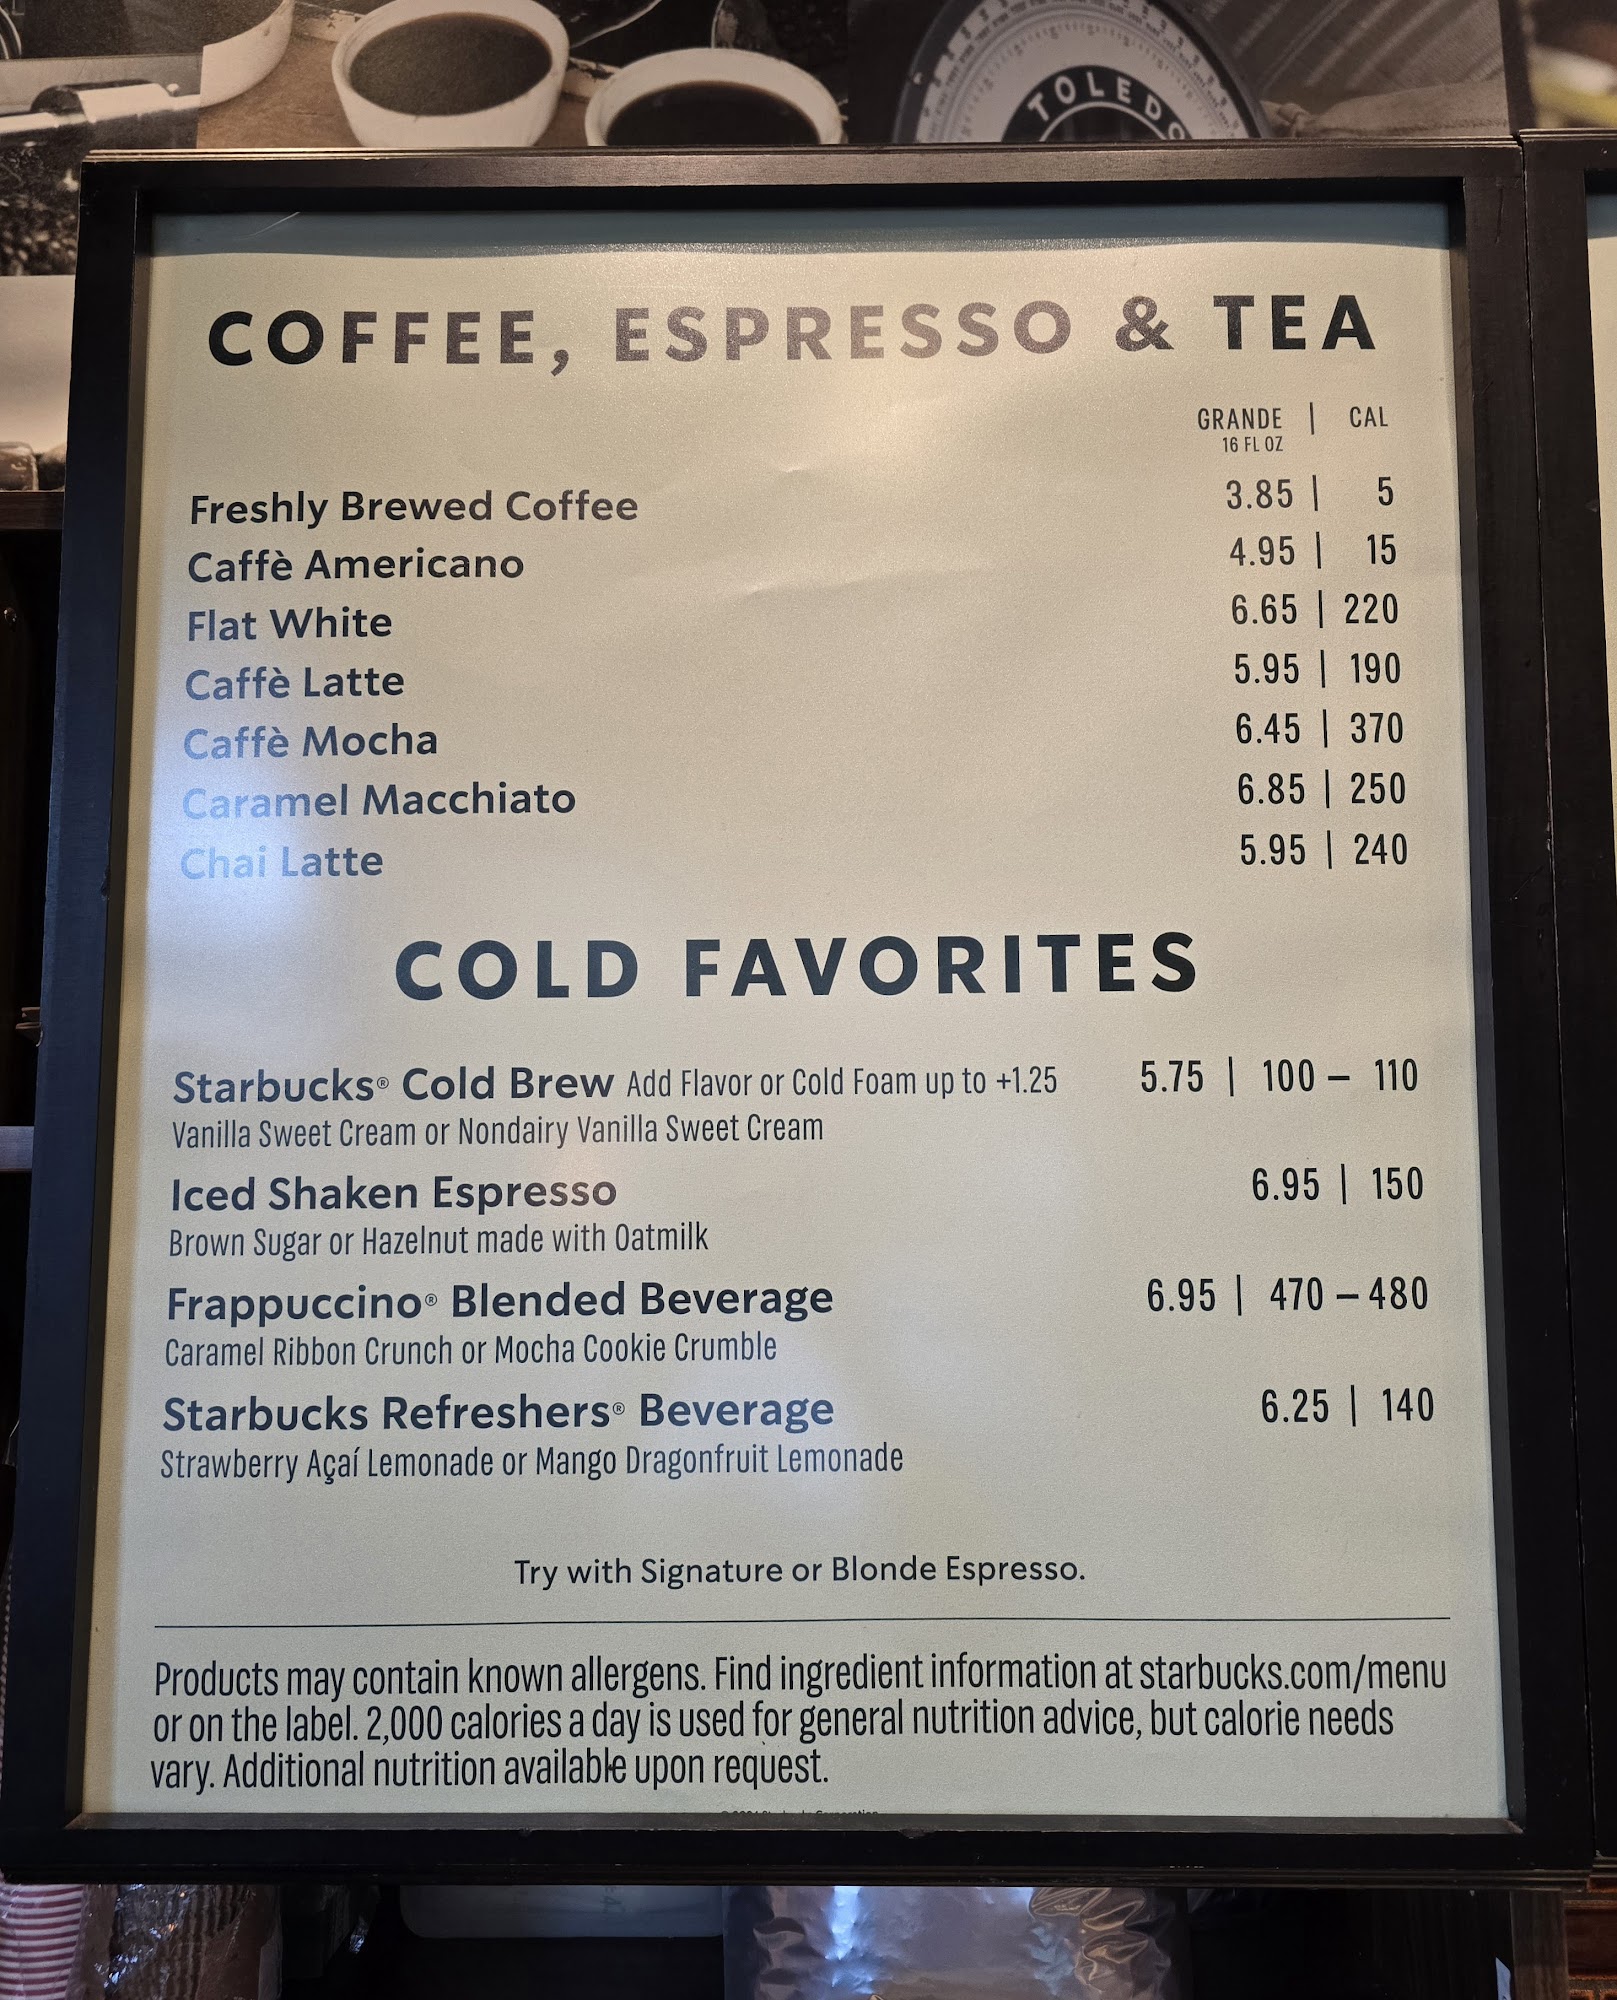 TOLEDO
COFFEE, ESPRESSO & TEA
GRANDE | CAL
16 FL OZ
Freshly Brewed Coffee 3.85 | 5
Caffè Americano 4.95 | 15
Flat White 6.65 | 220
Caffè Latte 5.95 | 190
Caffè Mocha 6.45 | 370
Caramel Macchiato 6.85 | 250
Chai Latte 5.95 | 240
COLD FAVORITES
Starbucks® Cold Brew Add Flavor or Cold Foam up to +1.25 5.75 | 100 – 110
Vanilla Sweet Cream or Nondairy Vanilla Sweet Cream
Iced Shaken Espresso 6.95 | 150
Brown Sugar or Hazelnut made with Oatmilk
Frappuccino® Blended Beverage 6.95 | 470 – 480
Caramel Ribbon Crunch or Mocha Cookie Crumble
Starbucks Refreshers® Beverage 6.25 | 140
Strawberry Açaí Lemonade or Mango Dragonfruit Lemonade
Try with Signature or Blonde Espresso.
Products may contain known allergens. Find ingredient information at starbucks.com/menu
or on the label. 2,000 calories a day is used for general nutrition advice, but calorie needs
vary. Additional nutrition available upon request.